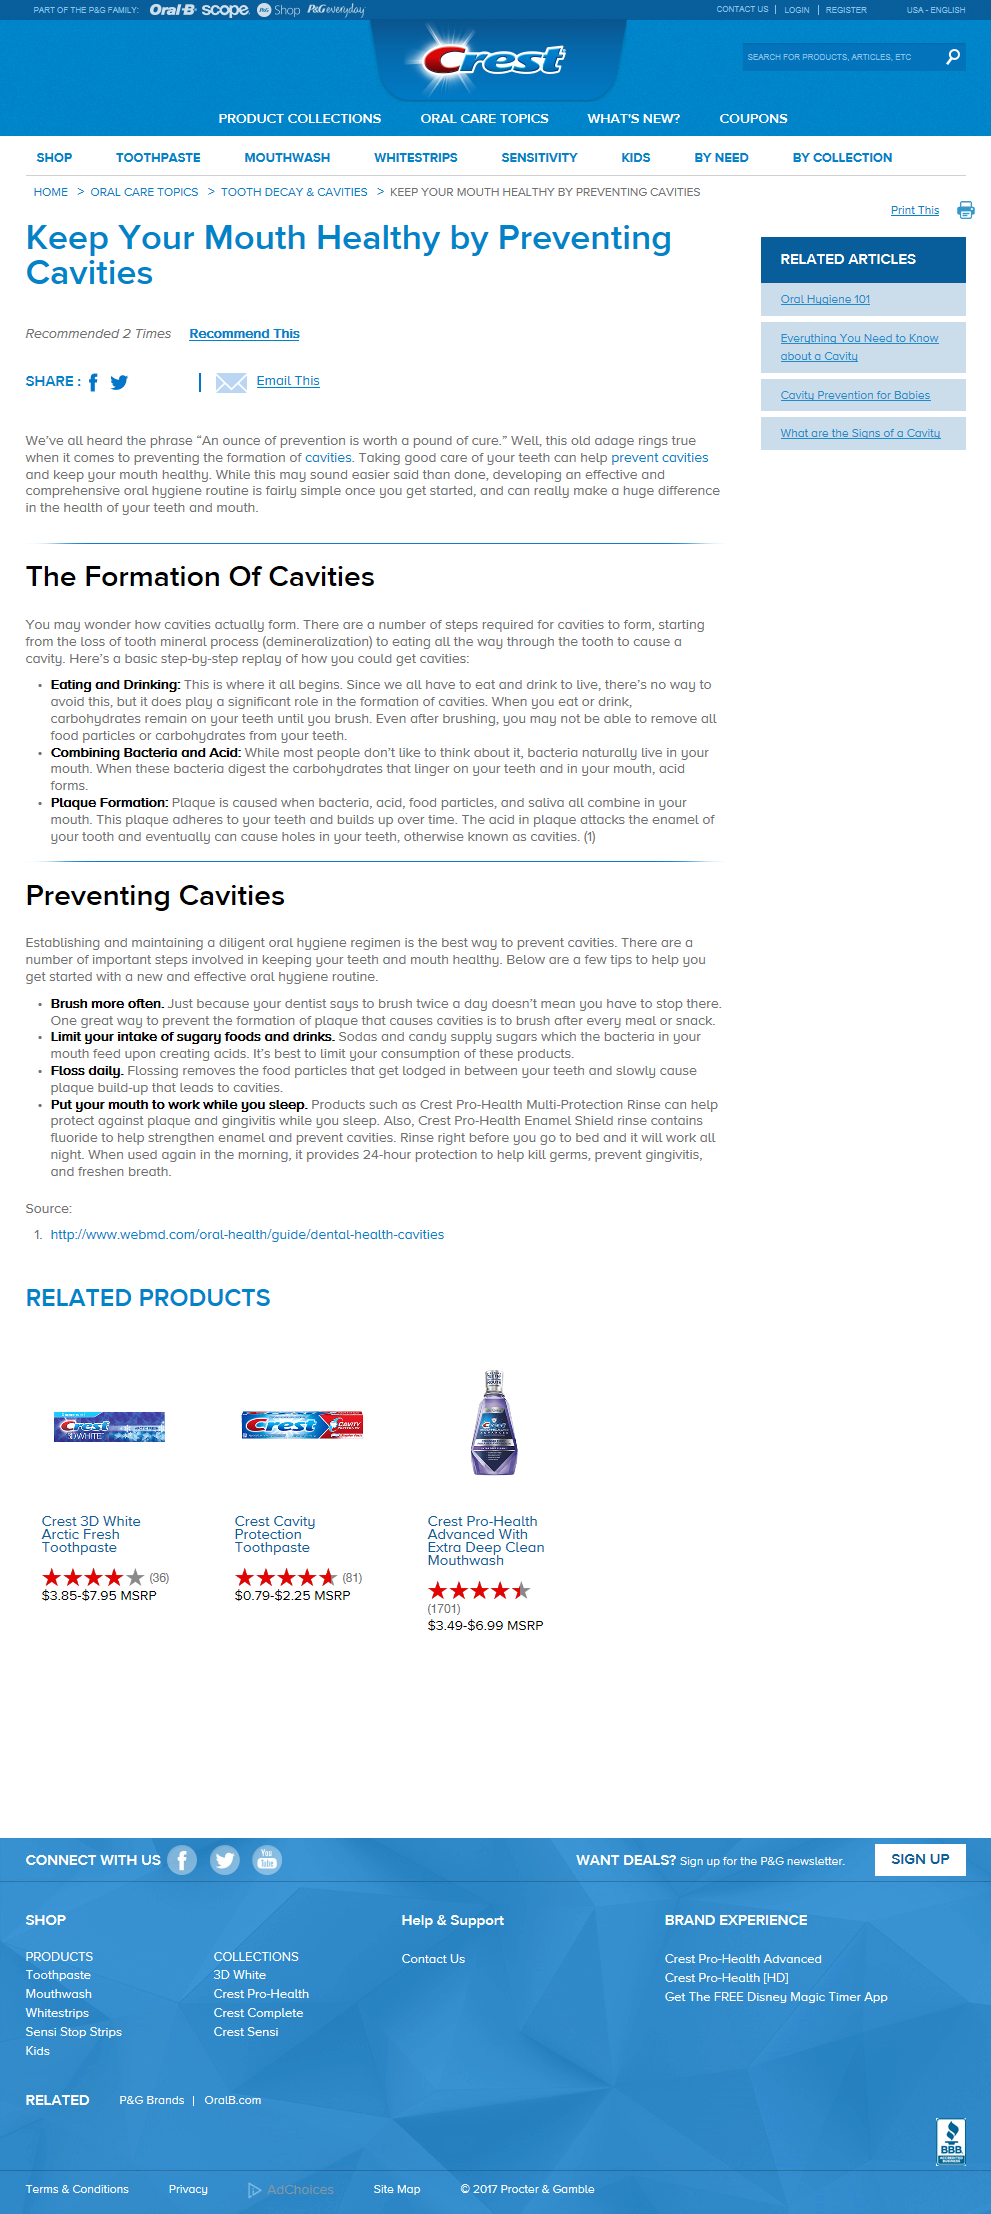 PART OF THE P&G FAMILY: Oral-B scope P&G Shop P&G everyday CONTACT US | LOGIN | REGISTER USA - ENGLISH
Crest
SEARCH FOR PRODUCTS, ARTICLES, ETC
PRODUCT COLLECTIONS ORAL CARE TOPICS WHAT'S NEW? COUPONS
SHOP TOOTHPASTE MOUTHWASH WHITESTRIPS SENSITIVITY KIDS BY NEED BY COLLECTION
HOME > ORAL CARE TOPICS > TOOTH DECAY & CAVITIES > KEEP YOUR MOUTH HEALTHY BY PREVENTING CAVITIES
Print This
Keep Your Mouth Healthy by Preventing
Cavities
Recommended 2 Times Recommend This
SHARE : Email This
RELATED ARTICLES
Oral Hygiene 101
Everything You Need to Know
about a Cavity
Cavity Prevention for Babies
What are the Signs of a Cavity
We've all heard the phrase “An ounce of prevention is worth a pound of cure.” Well, this old adage rings true
when it comes to preventing the formation of cavities. Taking good care of your teeth can help prevent cavities
and keep your mouth healthy. While this may sound easier said than done, developing an effective and
comprehensive oral hygiene routine is fairly simple once you get started, and can really make a huge difference
in the health of your teeth and mouth.
The Formation Of Cavities
You may wonder how cavities actually form. There are a number of steps required for cavities to form, starting
from the loss of tooth mineral process (demineralization) to eating all the way through the tooth to cause a
cavity. Here's a basic step-by-step replay of how you could get cavities:
• Eating and Drinking: This is where it all begins. Since we all have to eat and drink to live, there's no way to
avoid this, but it does play a significant role in the formation of cavities. When you eat or drink,
carbohydrates remain on your teeth until you brush. Even after brushing, you may not be able to remove all
food particles or carbohydrates from your teeth.
• Combining Bacteria and Acid: While most people don't like to think about it, bacteria naturally live in your
mouth. When these bacteria digest the carbohydrates that linger on your teeth and in your mouth, acid
forms.
• Plaque Formation: Plaque is caused when bacteria, acid, food particles, and saliva all combine in your
mouth. This plaque adheres to your teeth and builds up over time. The acid in plaque attacks the enamel of
your tooth and eventually can cause holes in your teeth, otherwise known as cavities. (1)
Preventing Cavities
Establishing and maintaining a diligent oral hygiene regimen is the best way to prevent cavities. There are a
number of important steps involved in keeping your teeth and mouth healthy. Below are a few tips to help you
get started with a new and effective oral hygiene routine.
• Brush more often. Just because your dentist says to brush twice a day doesn't mean you have to stop there.
One great way to prevent the formation of plaque that causes cavities is to brush after every meal or snack.
• Limit your intake of sugary foods and drinks. Sodas and candy supply sugars which the bacteria in your
mouth feed upon creating acids. It's best to limit your consumption of these products.
• Floss daily. Flossing removes the food particles that get lodged in between your teeth and slowly cause
plaque build-up that leads to cavities.
• Put your mouth to work while you sleep. Products such as Crest Pro-Health Multi-Protection Rinse can help
protect against plaque and gingivitis while you sleep. Also, Crest Pro-Health Enamel Shield rinse contains
fluoride to help strengthen enamel and prevent cavities. Rinse right before you go to bed and it will work all
night. When used again in the morning, it provides 24-hour protection to help kill germs, prevent gingivitis,
and freshen breath.
Source:
1. http://www.webmd.com/oral-health/guide/dental-health-cavities
RELATED PRODUCTS
Crest 3DWHITE
Crest CAVITY
Crest
Crest 3D White
Arctic Fresh
Toothpaste
(36)
$3.85-$7.95 MSRP
Crest Cavity
Protection
Toothpaste
(81)
$0.79-$2.25 MSRP
Crest Pro-Health
Advanced With
Extra Deep Clean
Mouthwash
(1701)
$3.49-$6.99 MSRP
CONNECT WITH US You Tube WANT DEALS? Sign up for the P&G newsletter. SIGN UP
SHOP
PRODUCTS
Toothpaste
Mouthwash
Whitestrips
Sensi Stop Strips
Kids
COLLECTIONS
3D White
Crest Pro-Health
Crest Complete
Crest Sensi
Help & Support
Contact Us
BRAND EXPERIENCE
Crest Pro-Health Advanced
Crest Pro-Health [HD]
Get The FREE Disney Magic Timer App
RELATED P&G Brands | OralB.com
BBB
ACCREDITED BUSINESS
Terms & Conditions Privacy AdChoices Site Map © 2017 Procter & Gamble